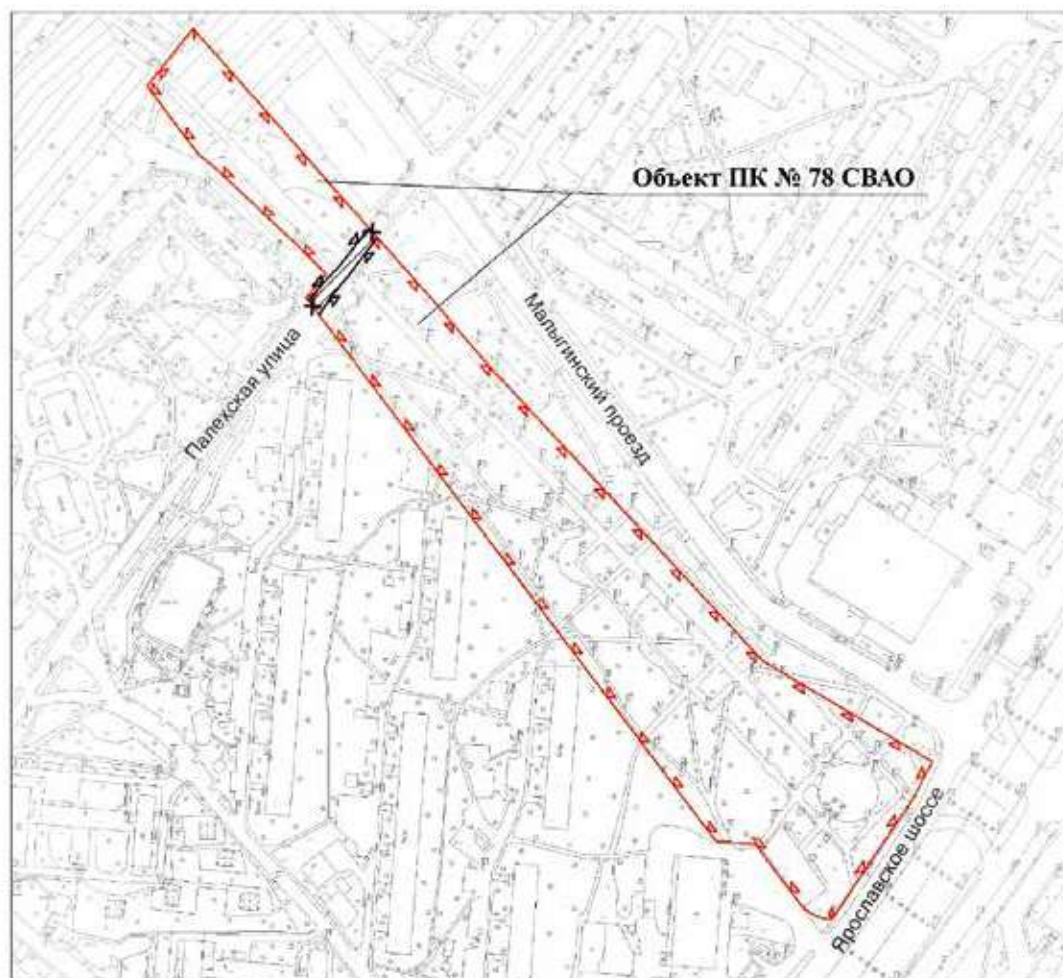 Объект ПК № 78 СВАО
Малыгинский проезд
Палехская улица
Ярославское шоссе